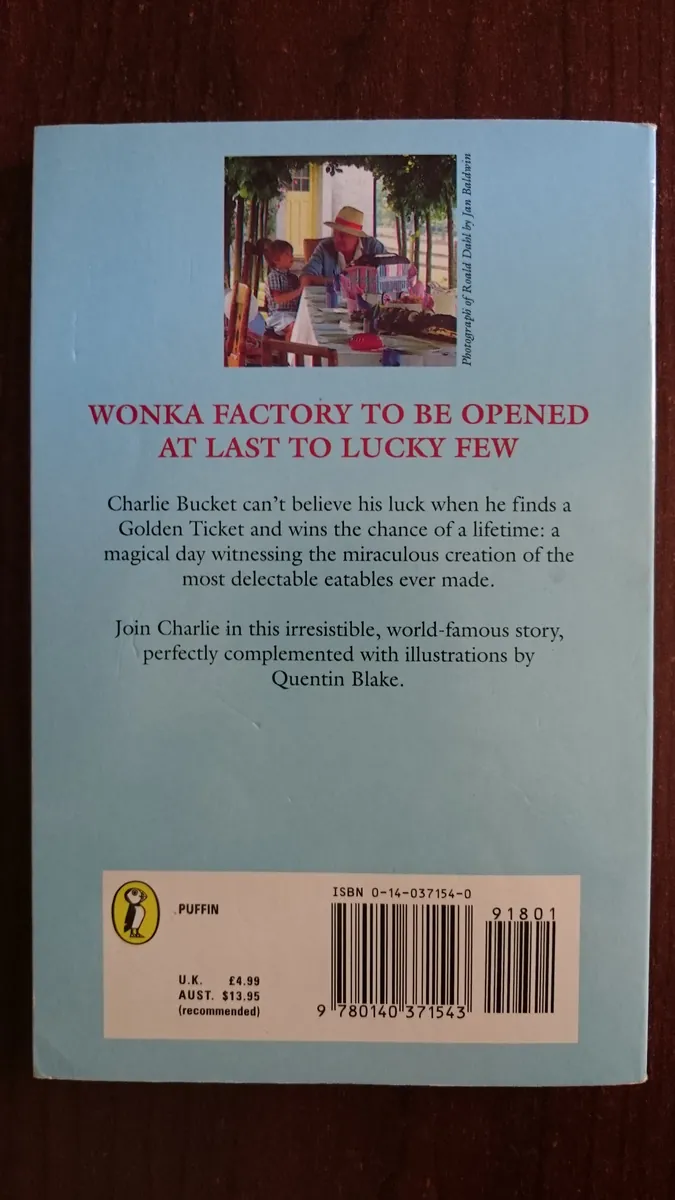 Photograph of Roald Dahl by Jan Baldwin
WONKA FACTORY TO BE OPENED
AT LAST TO LUCKY FEW
Charlie Bucket can't believe his luck when he finds a
Golden Ticket and wins the chance of a lifetime: a
magical day witnessing the miraculous creation of the
most delectable eatables ever made.
Join Charlie in this irresistible, world-famous story,
perfectly complemented with illustrations by
Quentin Blake.
PUFFIN
U.K. £4.99
AUST. $13.95
(recommended)
ISBN 0-14-037154-0
91801
9 780140 371543